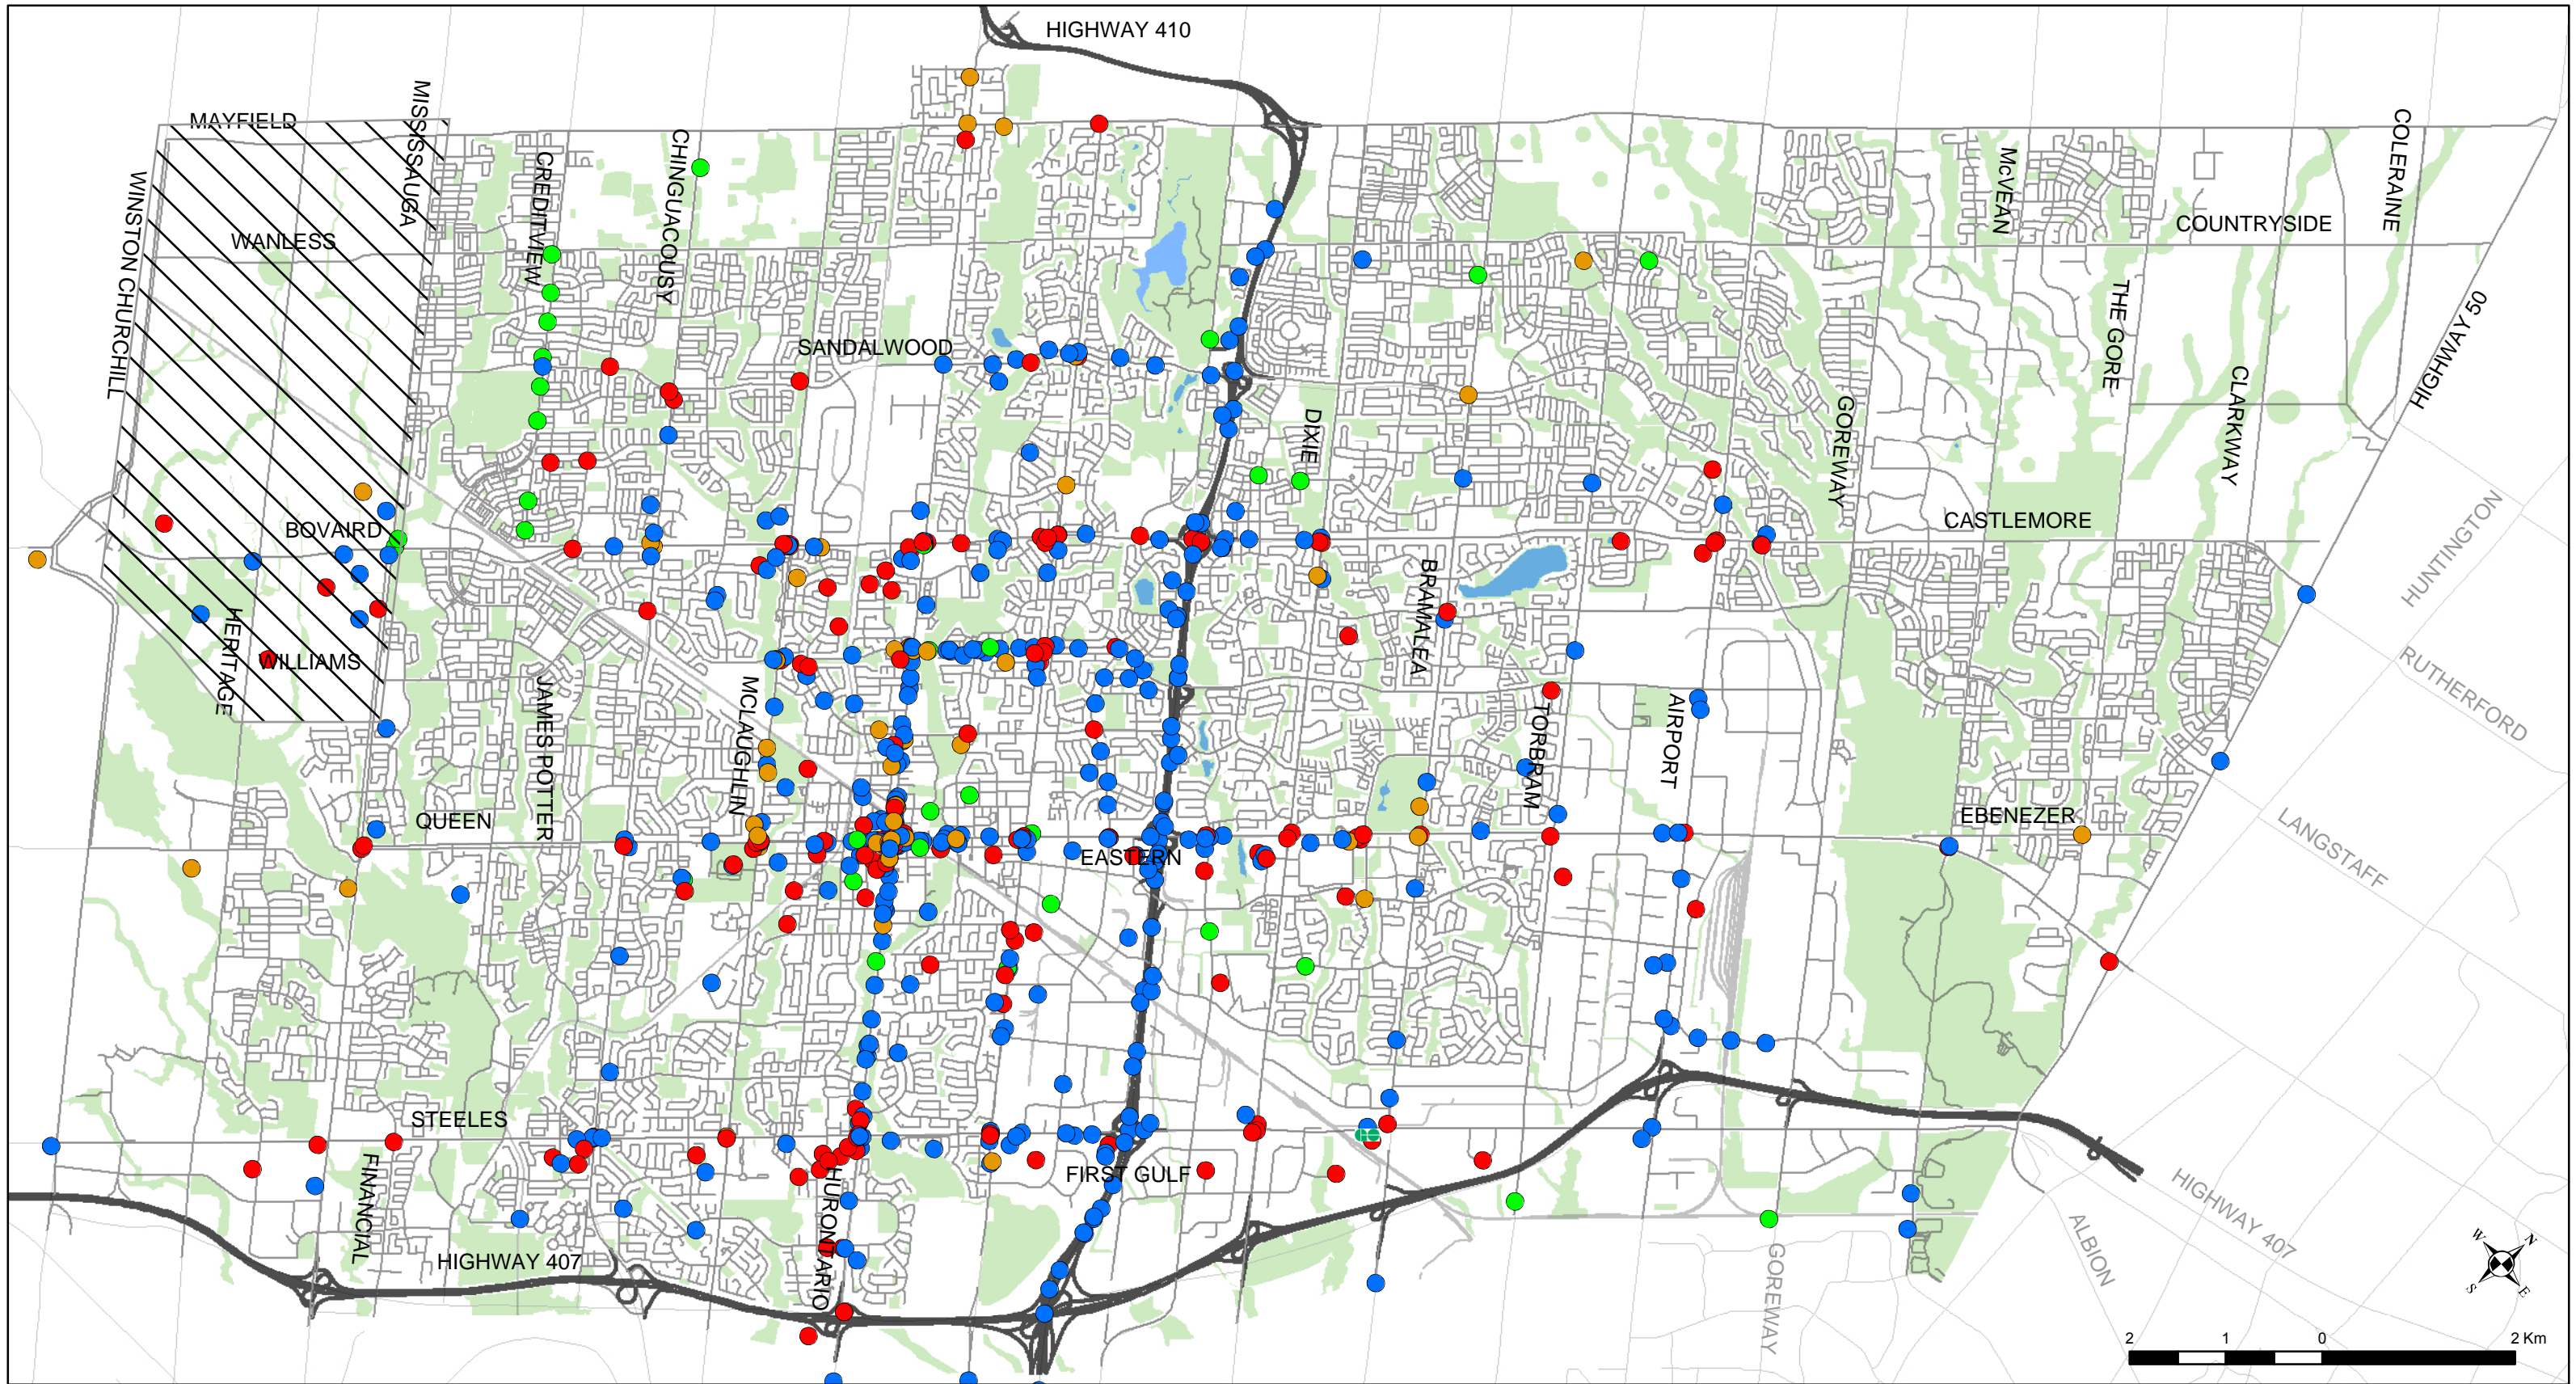 HIGHWAY 410
MAYFIELD
MISSISSAUGA
COLERAINE
CREDITVIEW
CHINGUACOUSY
McVEAN
WINSTON CHURCHILL
WANLESS
COUNTRYSIDE
THE GORE
HIGHWAY 50
SANDALWOOD
CLARKWAY
GOREWAY
DIXIE
HUNTINGTON
BOVAIRD
CASTLEMORE
BRAMALEA
HERITAGE
WILLIAMS
RUTHERFORD
JAMES POTTER
MCLAUGHLIN
TORBRAM
AIRPORT
QUEEN
EBENEZER
LANGSTAFF
EASTERN
STEELES
FINANCIAL
HURONTARIO
FIRST GULF
HIGHWAY 407
HIGHWAY 407
ALBION
GOREWAY
W N
S E
2 1 0 2 Km